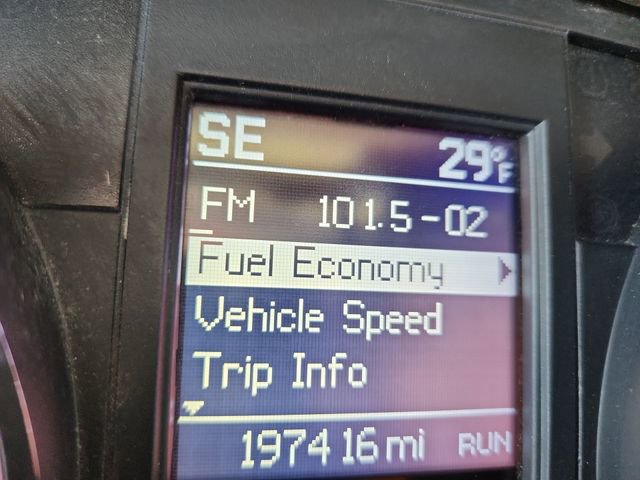 SE 29°F
FM 101.5-02
Fuel Economy
Vehicle Speed
Trip Info
197416 mi RUN